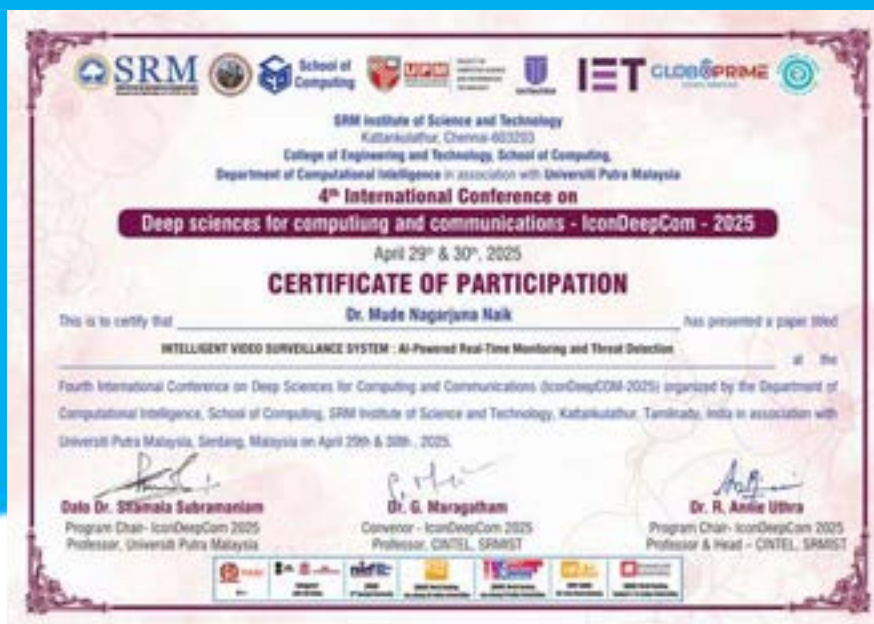 SRM
School of
Computing
UPM
IET
GLOBOPRIME
SRM Institute of Science and Technology
Kattankulathur, Chennai-603203
College of Engineering and Technology, School of Computing,
Department of Computational Intelligence in association with Universiti Putra Malaysia
4th International Conference on
Deep sciences for computiung and communications - IconDeepCom - 2025
April 29th & 30th, 2025
CERTIFICATE OF PARTICIPATION
This is to certify that Dr. Mude Nagarjuna Naik has presented a paper titled
INTELLIGENT VIDEO SURVEILLANCE SYSTEM : AI-Powered Real-Time Monitoring and Threat Detection
at the
Fourth International Conference on Deep Sciences for Computing and Communications (IconDeepCOM-2025) organized by the Department of
Computational Intelligence, School of Computing, SRM Institute of Science and Technology, Kattankulathur, Tamilnadu, India in association with
Universiti Putra Malaysia, Serdang, Malaysia on April 29th & 30th , 2025.
Dato Dr. Shamala Subramaniam
Program Chair- IconDeepCom 2025
Professor, Universiti Putra Malaysia
Dr. G. Maragatham
Convenor - IconDeepCom 2025
Professor, CINTEL, SRMIST
Dr. R. Annie Uthra
Program Chair- IconDeepCom 2025
Professor & Head - CINTEL, SRMIST